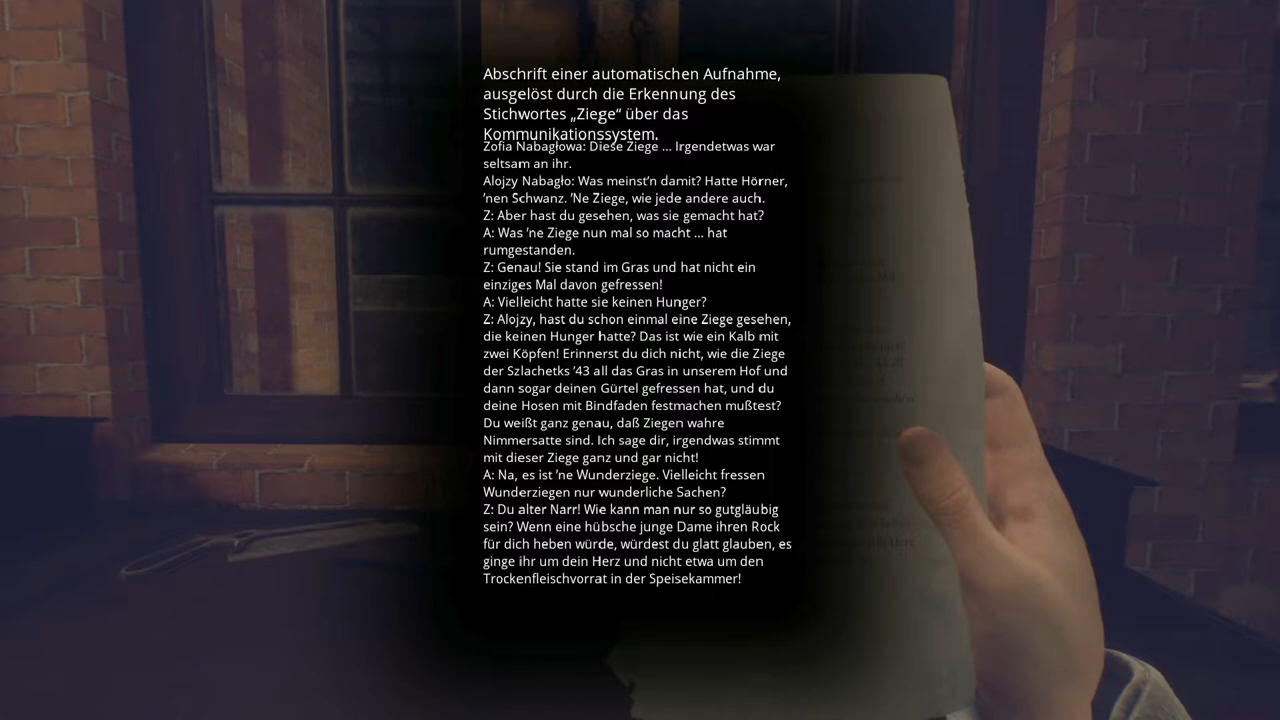 Abschrift einer automatischen Aufnahme,
ausgelöst durch die Erkennung des
Stichwortes „Ziege“ über das
Kommunikationssystem.
Zofia Nabagłowa: Diese Ziege ... Irgendetwas war
seltsam an ihr.
Alojzy Nabagło: Was meinst’n damit? Hatte Hörner,
’nen Schwanz. ’Ne Ziege, wie jede andere auch.
Z: Aber hast du gesehen, was sie gemacht hat?
A: Was ’ne Ziege nun mal so macht ... hat
rumgestanden.
Z: Genau! Sie stand im Gras und hat nicht ein
einziges Mal davon gefressen!
A: Vielleicht hatte sie keinen Hunger?
Z: Alojzy, hast du schon einmal eine Ziege gesehen,
die keinen Hunger hatte? Das ist wie ein Kalb mit
zwei Köpfen! Erinnerst du dich nicht, wie die Ziege
der Szlachetks ’43 all das Gras in unserem Hof und
dann sogar deinen Gürtel gefressen hat, und du
deine Hosen mit Bindfaden festmachen mußtest?
Du weißt ganz genau, daß Ziegen wahre
Nimmersatte sind. Ich sage dir, irgendwas stimmt
mit dieser Ziege ganz und gar nicht!
A: Na, es ist ’ne Wunderziege. Vielleicht fressen
Wunderziegen nur wunderliche Sachen?
Z: Du alter Narr! Wie kann man nur so gutgläubig
sein? Wenn eine hübsche junge Dame ihren Rock
für dich heben würde, würdest du glatt glauben, es
ginge ihr um dein Herz und nicht etwa um den
Trockenfleischvorrat in der Speisekammer!